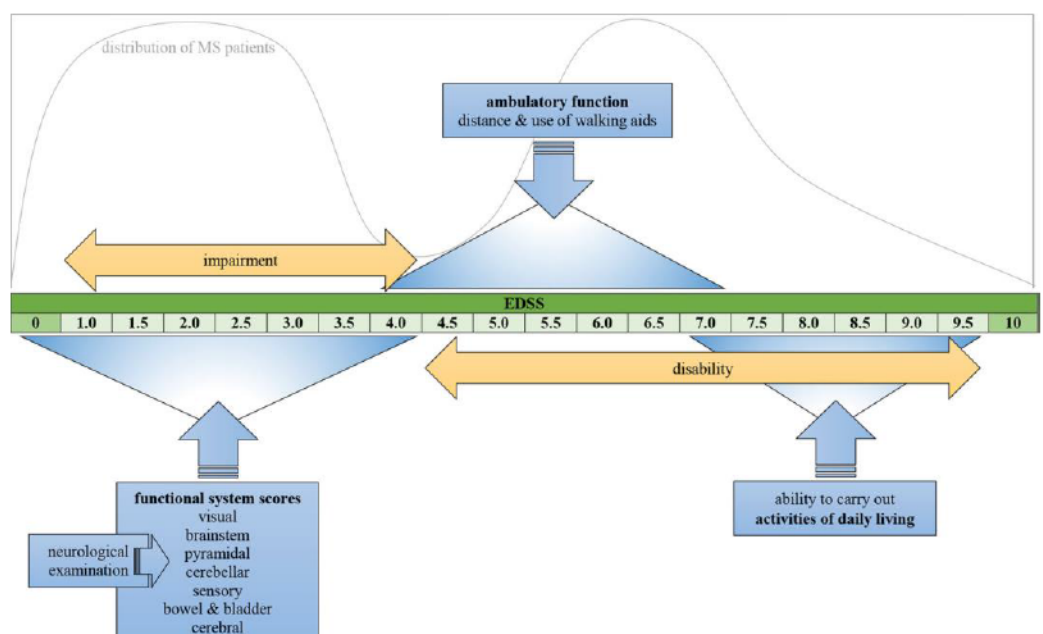 distribution of MS patients
ambulatory function
distance & use of walking aids
impairment
EDSS
0 1.0 1.5 2.0 2.5 3.0 3.5 4.0 4.5 5.0 5.5 6.0 6.5 7.0 7.5 8.0 8.5 9.0 9.5 10
disability
functional system scores
visual
brainstem
pyramidal
cerebellar
sensory
bowel & bladder
cerebral
neurological
examination
ability to carry out
activities of daily living